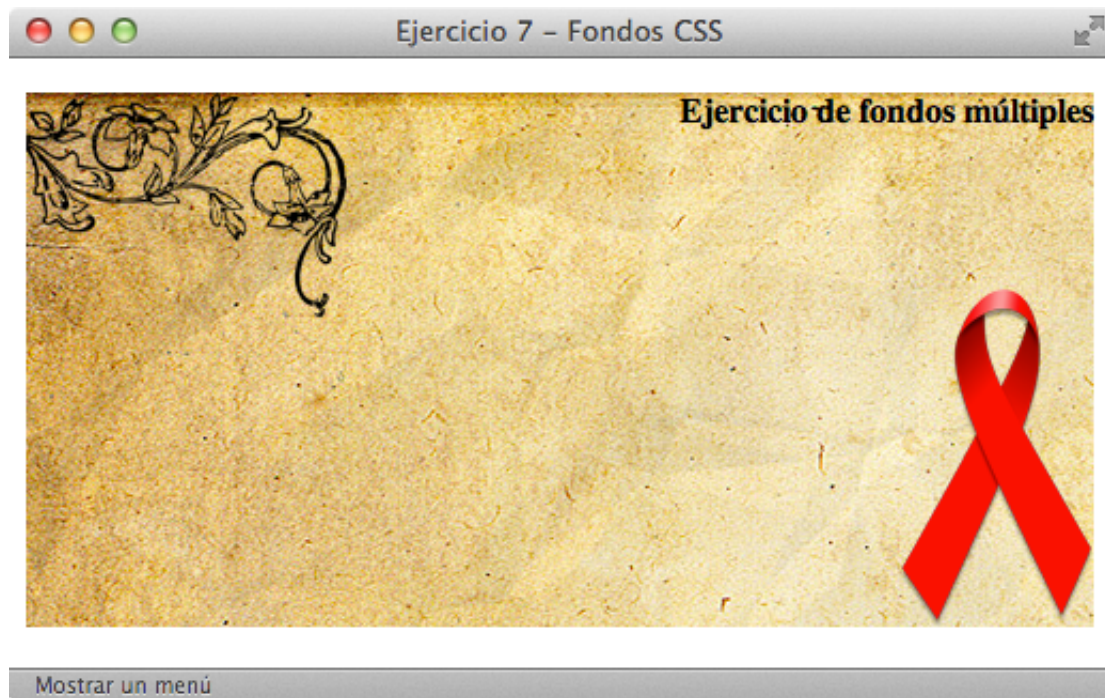 Ejercicio 7 – Fondos CSS
Ejercicio de fondos múltiples
Mostrar un menú